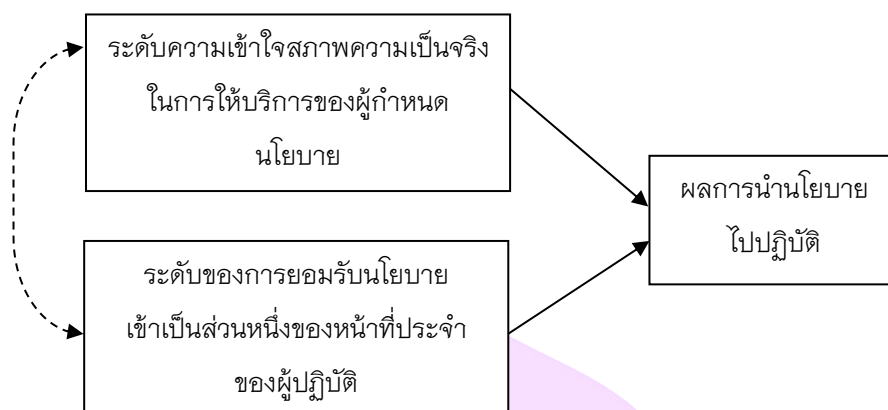 ระดับความเข้าใจสภาพความเป็นจริง
ในการให้บริการของผู้กำหนด
นโยบาย
ผลการนำนโยบาย
ไปปฏิบัติ
ระดับของการยอมรับนโยบาย
เข้าเป็นส่วนหนึ่งของหน้าที่ประจำ
ของผู้ปฏิบัติ